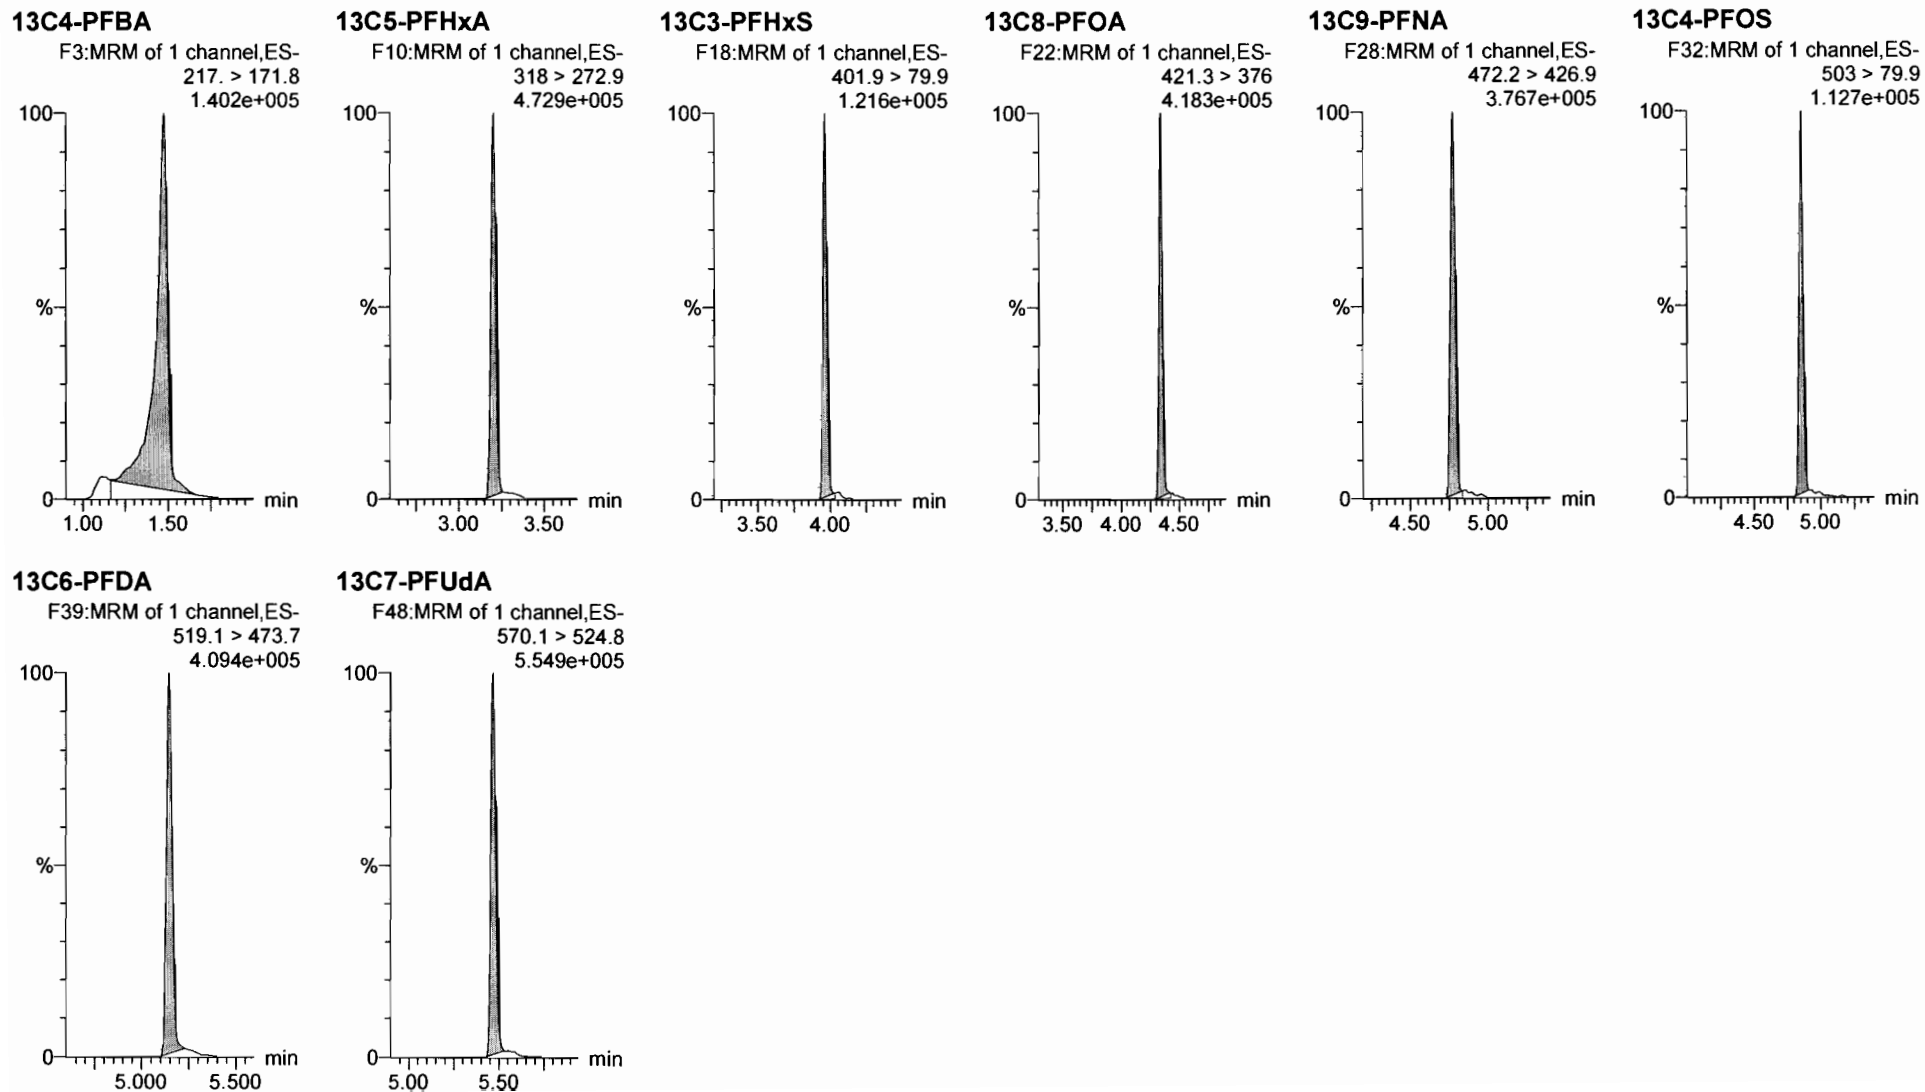 13C4-PFBA
F3:MRM of 1 channel,ES-
217. > 171.8
1.402e+005
100
%
0
min
1.00 1.50
13C5-PFHxA
F10:MRM of 1 channel,ES-
318 > 272.9
4.729e+005
100
%
0
min
3.00 3.50
13C3-PFHxS
F18:MRM of 1 channel,ES-
401.9 > 79.9
1.216e+005
100
%
0
min
3.50 4.00
13C8-PFOA
F22:MRM of 1 channel,ES-
421.3 > 376
4.183e+005
100
%
0
min
3.50 4.00 4.50
13C9-PFNA
F28:MRM of 1 channel,ES-
472.2 > 426.9
3.767e+005
100
%
0
min
4.50 5.00
13C4-PFOS
F32:MRM of 1 channel,ES-
503 > 79.9
1.127e+005
100
%
0
min
4.50 5.00
13C6-PFDA
F39:MRM of 1 channel,ES-
519.1 > 473.7
4.094e+005
100
%
0
min
5.000 5.500
13C7-PFUdA
F48:MRM of 1 channel,ES-
570.1 > 524.8
5.549e+005
100
%
0
min
5.00 5.50